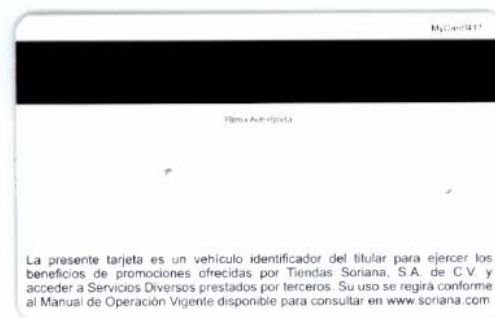 La presente tarjeta es un vehículo identificador del titular para ejercer los
beneficios de promociones ofrecidas por Tiendas Soriana, S.A. de C.V. y
acceder a Servicios Diversos prestados por terceros. Su uso se regirá conforme
al Manual de Operación Vigente disponible para consultar en www.soriana.com